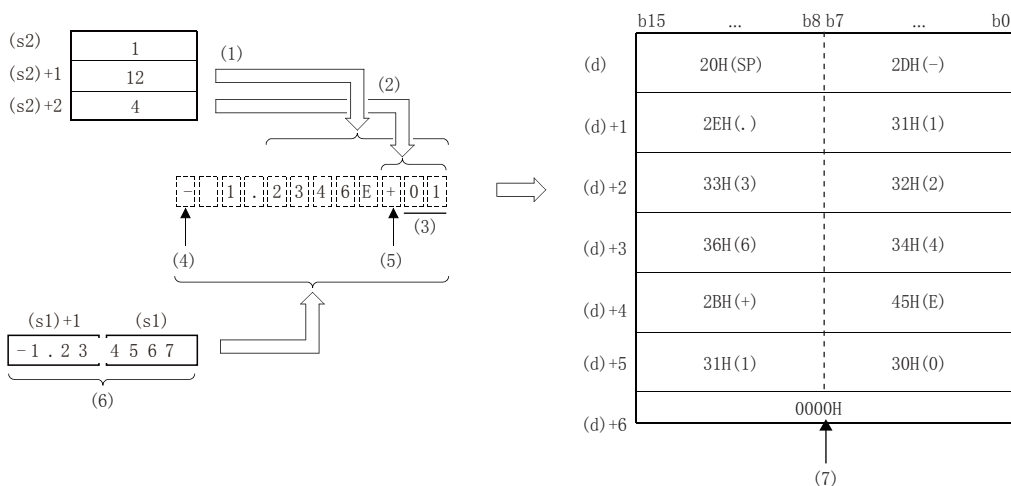 (s2) 1
(s2)+1 12
(s2)+2 4
(1)
(2)
- 1 . 2 3 4 6 E + 0 1
(3)
(4)
(5)
(s1)+1 (s1)
-1.23 4567
(6)
b15 ... b8 b7 ... b0
(d) 20H(SP) 2DH(-)
(d)+1 2EH(.) 31H(1)
(d)+2 33H(3) 32H(2)
(d)+3 36H(6) 34H(4)
(d)+4 2BH(+) 45H(E)
(d)+5 31H(1) 30H(0)
(d)+6 0000H
(7)